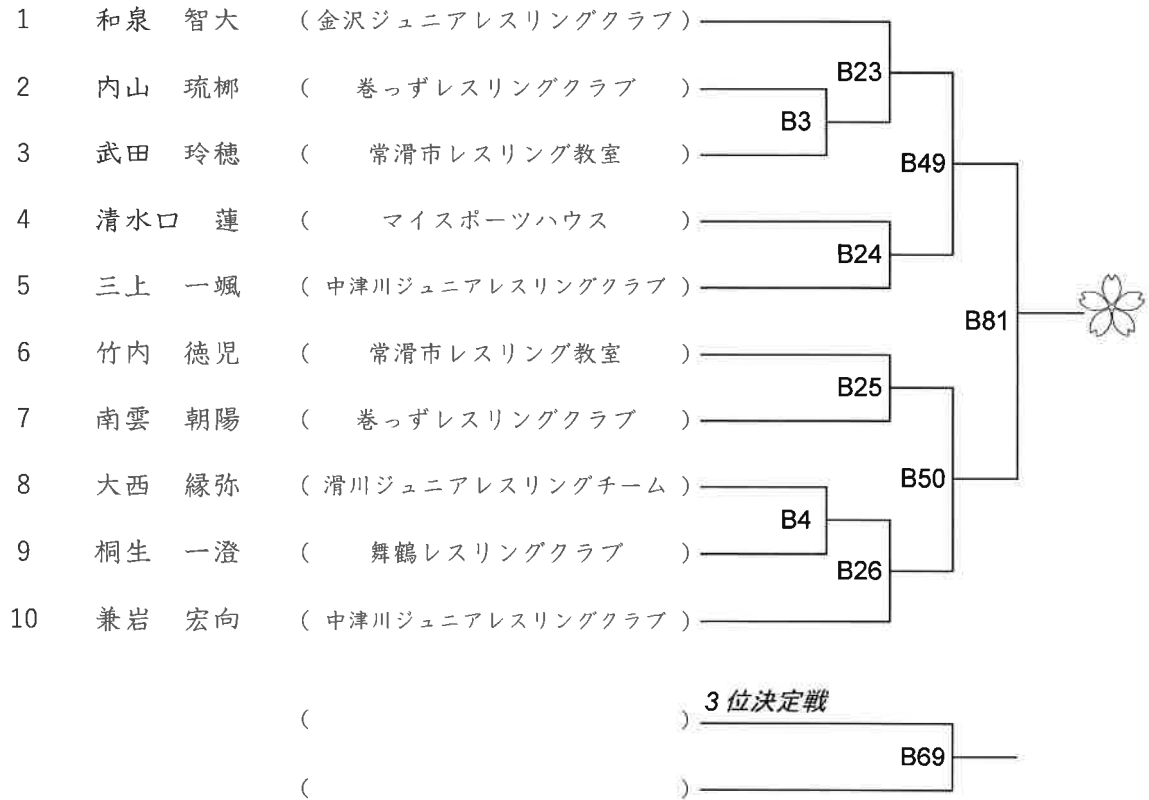 1 和泉 智大 (金沢ジュニアレスリングクラブ)
B23
2 内山 琉梛 ( 巻っずレスリングクラブ )
B3
3 武田 玲穂 ( 常滑市レスリング教室 )
B49
4 清水口 蓮 ( マイスポーツハウス )
B24
5 三上 一颯 ( 中津川ジュニアレスリングクラブ )
B81
6 竹内 徳児 ( 常滑市レスリング教室 )
B25
7 南雲 朝陽 ( 巻っずレスリングクラブ )
8 大西 縁弥 ( 滑川ジュニアレスリングチーム )
B50
B4
9 桐生 一澄 ( 舞鶴レスリングクラブ )
B26
10 兼岩 宏向 ( 中津川ジュニアレスリングクラブ )
3位決定戦
( )
B69
( )